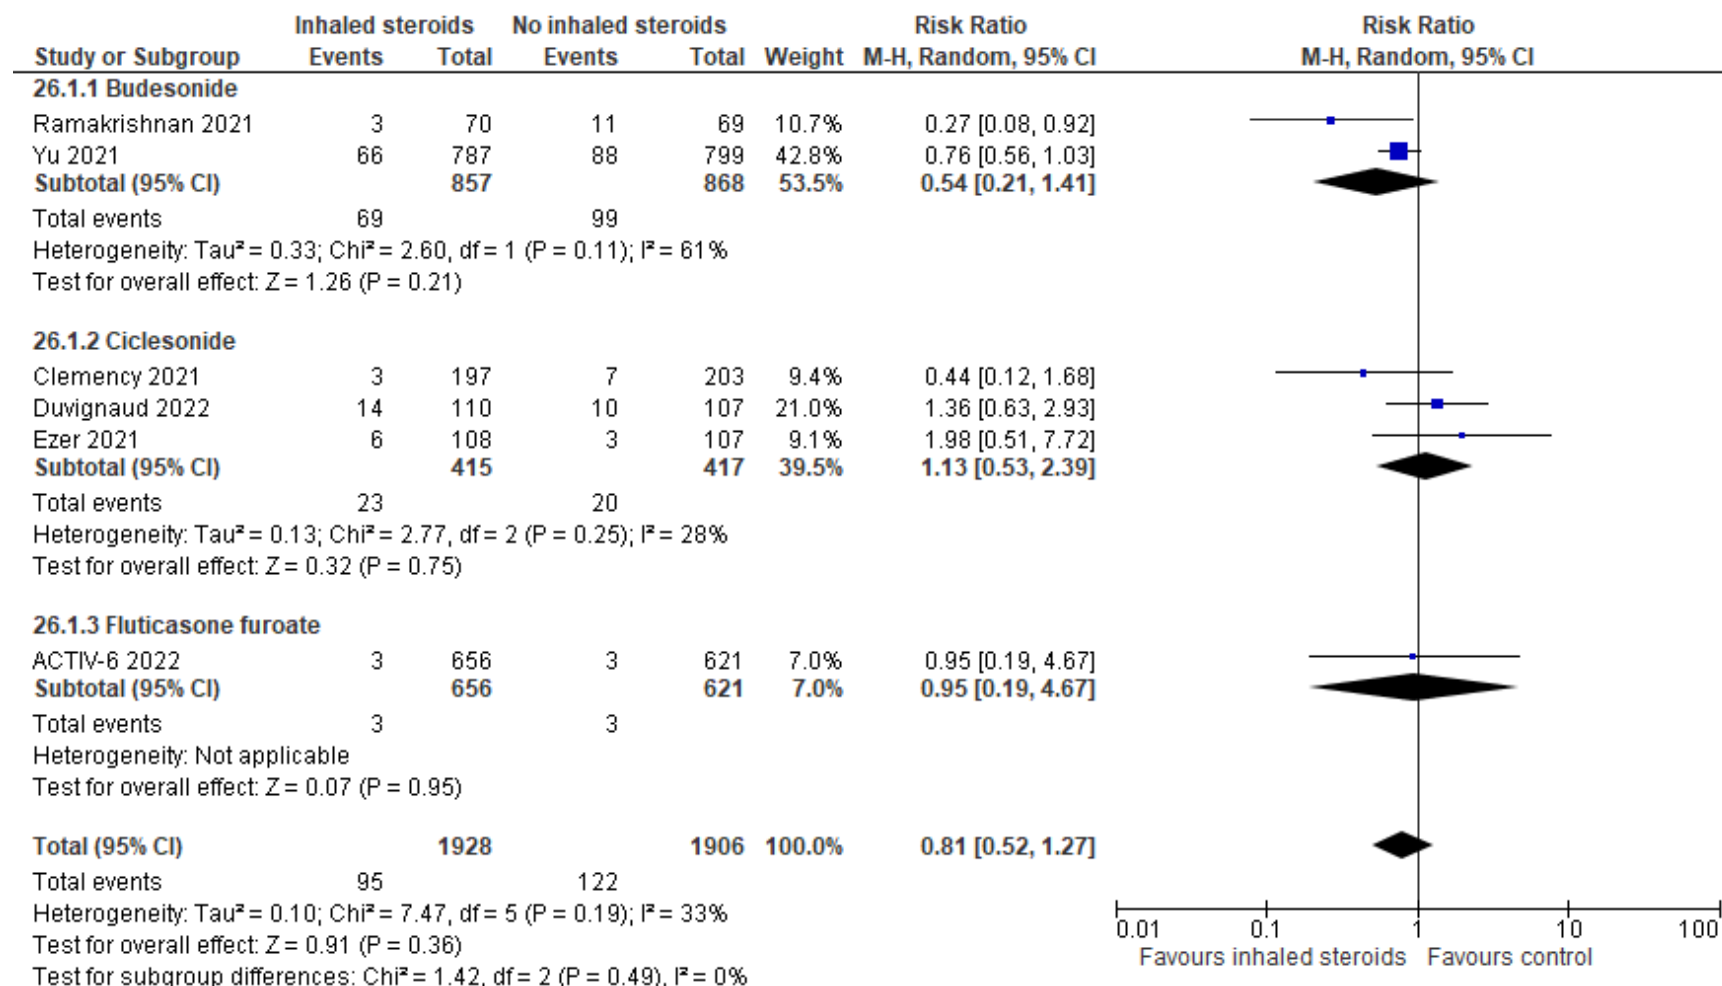 Inhaled steroids No inhaled steroids Risk Ratio Risk Ratio
Study or Subgroup Events Total Events Total Weight M-H, Random, 95% CI M-H, Random, 95% CI
26.1.1 Budesonide
Ramakrishnan 2021 3 70 11 69 10.7% 0.27 [0.08, 0.92]
Yu 2021 66 787 88 799 42.8% 0.76 [0.56, 1.03]
Subtotal (95% CI) 857 868 53.5% 0.54 [0.21, 1.41]
Total events 69 99
Heterogeneity: Tau² = 0.33; Chi² = 2.60, df = 1 (P = 0.11); I² = 61%
Test for overall effect: Z = 1.26 (P = 0.21)
26.1.2 Ciclesonide
Clemency 2021 3 197 7 203 9.4% 0.44 [0.12, 1.68]
Duvignaud 2022 14 110 10 107 21.0% 1.36 [0.63, 2.93]
Ezer 2021 6 108 3 107 9.1% 1.98 [0.51, 7.72]
Subtotal (95% CI) 415 417 39.5% 1.13 [0.53, 2.39]
Total events 23 20
Heterogeneity: Tau² = 0.13; Chi² = 2.77, df = 2 (P = 0.25); I² = 28%
Test for overall effect: Z = 0.32 (P = 0.75)
26.1.3 Fluticasone furoate
ACTIV-6 2022 3 656 3 621 7.0% 0.95 [0.19, 4.67]
Subtotal (95% CI) 656 621 7.0% 0.95 [0.19, 4.67]
Total events 3 3
Heterogeneity: Not applicable
Test for overall effect: Z = 0.07 (P = 0.95)
Total (95% CI) 1928 1906 100.0% 0.81 [0.52, 1.27]
Total events 95 122
Heterogeneity: Tau² = 0.10; Chi² = 7.47, df = 5 (P = 0.19); I² = 33%
Test for overall effect: Z = 0.91 (P = 0.36)
Test for subgroup differences: Chi² = 1.42, df = 2 (P = 0.49), I² = 0%
0.01 0.1 1 10 100
Favours inhaled steroids Favours control